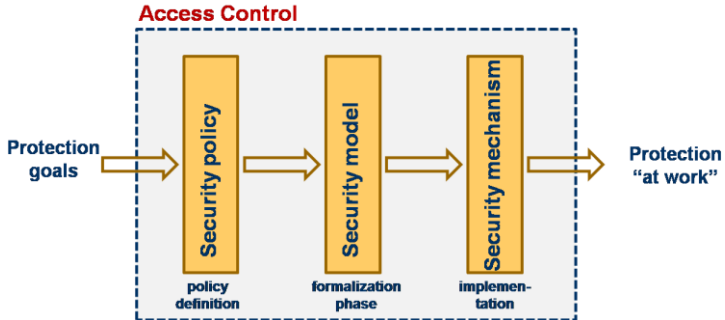 Access Control
Protection
goals
Security policy
Security model
Security mechanism
Protection
“at work”
policy
definition
formalization
phase
implemen-
tation